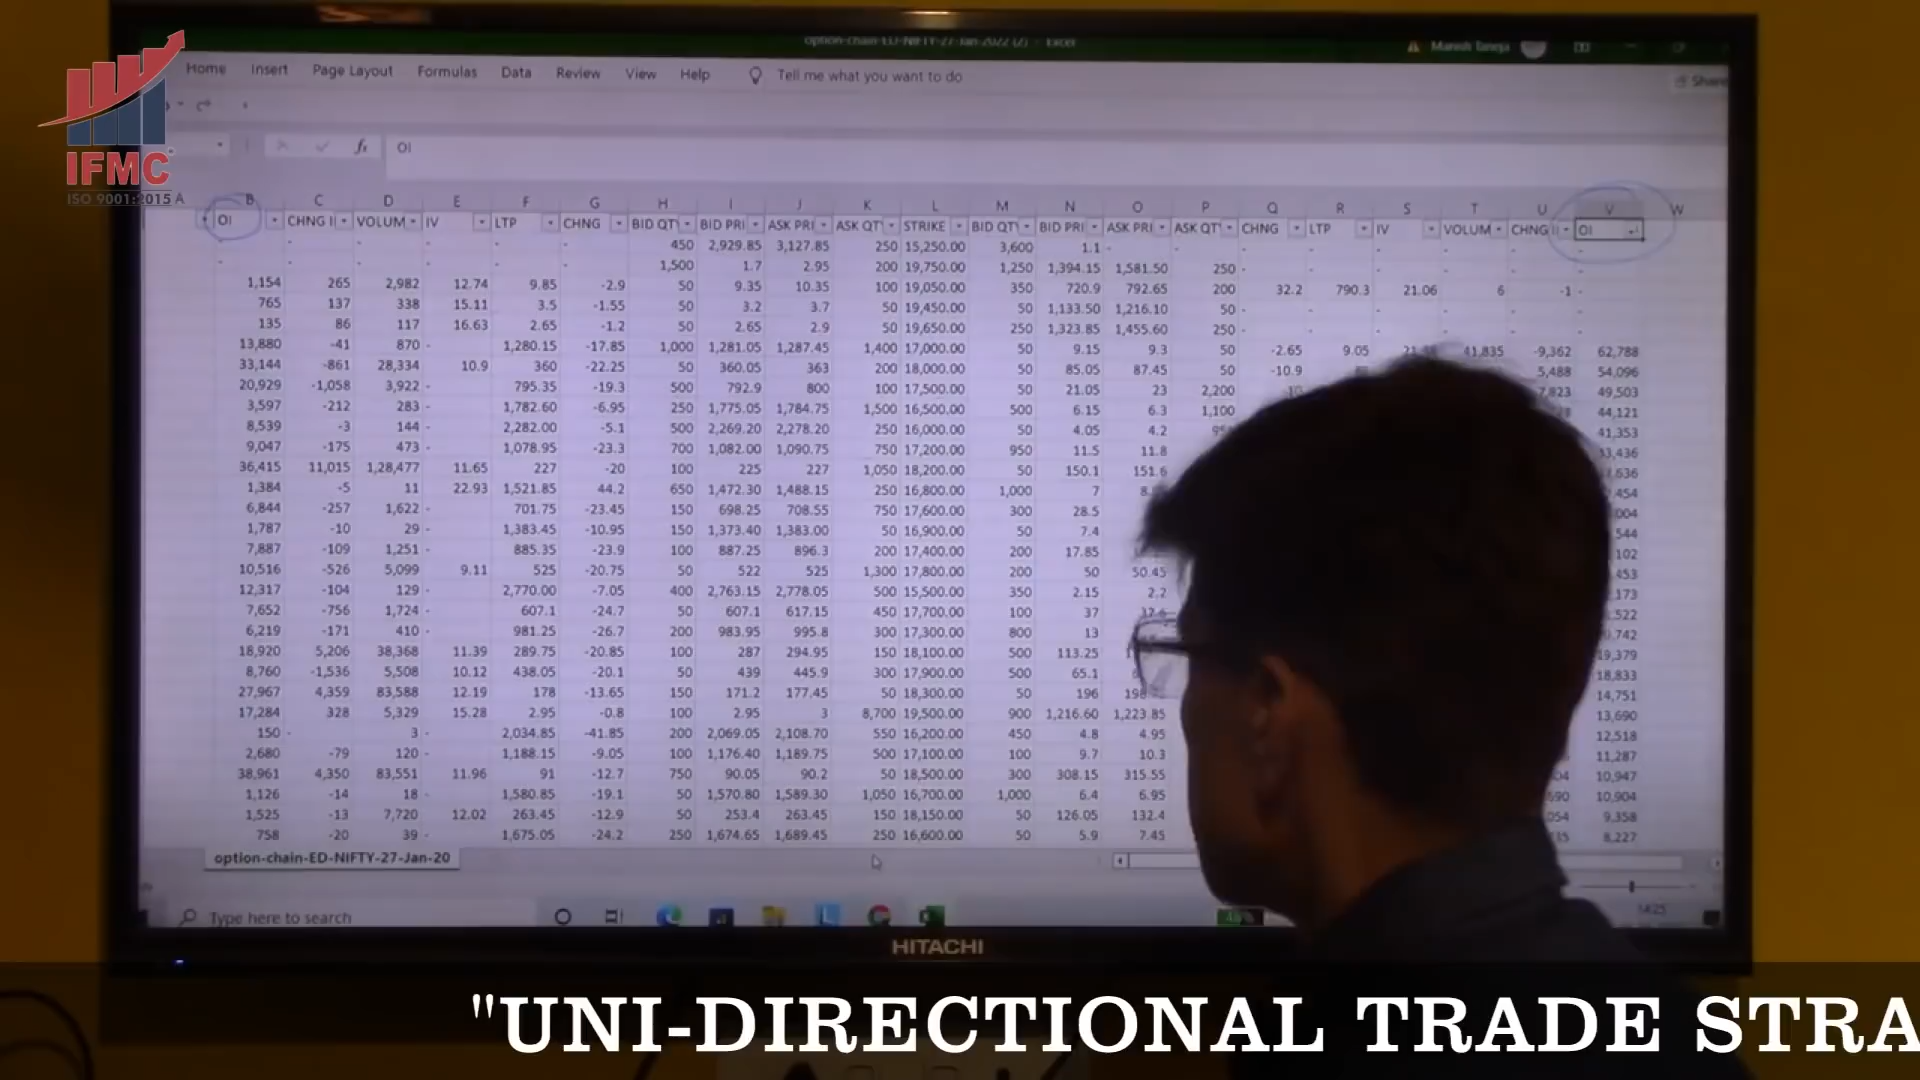 option-chain-ED-NIFTY-27-Jan-2022 (2) - Excel
Manish Taneja
Home Insert Page Layout Formulas Data Review View Help Tell me what you want to do Share
IFMC
ISO 9001:2015
fx OI
A B C D E F G H I J K L M N O P Q R S T U V W
OI CHNG I VOLUM IV LTP CHNG BID QTY BID PRI ASK PRI ASK QTY STRIKE BID QTY BID PRI ASK PRI ASK QTY CHNG LTP IV VOLUM CHNG I OI
- - - - - - 450 2,929.85 3,127.85 250 15,250.00 3,600 1.1 - - - - - - - -
- - - - - - 1,500 1.7 2.95 200 19,750.00 1,250 1,394.15 1,581.50 250 - - - - - -
1,154 265 2,982 12.74 9.85 -2.9 50 9.35 10.35 100 19,050.00 350 720.9 792.65 200 32.2 790.3 21.06 6 -1 -
765 137 338 15.11 3.5 -1.55 50 3.2 3.7 50 19,450.00 50 1,133.50 1,216.10 50 - - - - - -
135 86 117 16.63 2.65 -1.2 50 2.65 2.9 50 19,650.00 250 1,323.85 1,455.60 250 - - - - - -
13,880 -41 870 - 1,280.15 -17.85 1,000 1,281.05 1,287.45 1,400 17,000.00 50 9.15 9.3 50 -2.65 9.05 41,835 -9,362 62,788
33,144 -861 28,334 10.9 360 -22.25 50 360.05 363 200 18,000.00 50 85.05 87.45 50 -10.9 5,488 54,096
20,929 -1,058 3,922 - 795.35 -19.3 500 792.9 800 100 17,500.00 50 21.05 23 2,200 49,503
3,597 -212 283 - 1,782.60 -6.95 250 1,775.05 1,784.75 1,500 16,500.00 500 6.15 6.3 1,100 44,121
8,539 -3 144 - 2,282.00 -5.1 500 2,269.20 2,278.20 250 16,000.00 50 4.05 4.2 41,353
9,047 -175 473 - 1,078.95 -23.3 700 1,082.00 1,090.75 750 17,200.00 950 11.5 11.8
36,415 11,015 1,28,477 11.65 227 -20 100 225 227 1,050 18,200.00 50 150.1 151.6
1,384 -5 11 22.93 1,521.85 44.2 650 1,472.30 1,488.15 250 16,800.00 1,000 7
6,844 -257 1,622 - 701.75 -23.45 150 698.25 708.55 750 17,600.00 300 28.5
1,787 -10 29 - 1,383.45 -10.95 150 1,373.40 1,383.00 50 16,900.00 50 7.4
7,887 -109 1,251 - 885.35 -23.9 100 887.25 896.3 200 17,400.00 200 17.85
10,516 -526 5,099 9.11 525 -20.75 50 522 525 1,300 17,800.00 200 50 50.45
12,317 -104 129 - 2,770.00 -7.05 400 2,763.15 2,778.05 500 15,500.00 350 2.15 2.2
7,652 -756 1,724 - 607.1 -24.7 50 607.1 617.15 450 17,700.00 100 37
6,219 -171 410 - 981.25 -26.7 200 983.95 995.8 300 17,300.00 800 13
18,920 5,206 38,368 11.39 289.75 -20.85 100 287 294.95 150 18,100.00 500 113.25 19,379
8,760 -1,536 5,508 10.12 438.05 -20.1 50 439 445.9 300 17,900.00 500 65.1 18,833
27,967 4,359 83,588 12.19 178 -13.65 150 171.2 177.45 50 18,300.00 50 196 14,751
17,284 328 5,329 15.28 2.95 -0.8 100 2.95 3 8,700 19,500.00 900 1,216.60 1,223.85 13,690
150 - 3 - 2,034.85 -41.85 200 2,069.05 2,108.70 550 16,200.00 450 4.8 4.95 12,518
2,680 -79 120 - 1,188.15 -9.05 100 1,176.40 1,189.75 500 17,100.00 100 9.7 10.3 11,287
38,961 4,350 83,551 11.96 91 -12.7 750 90.05 90.2 50 18,500.00 300 308.15 315.55 10,947
1,126 -14 18 - 1,580.85 -19.1 50 1,570.80 1,589.30 1,050 16,700.00 1,000 6.4 6.95 10,904
1,525 -13 7,720 12.02 263.45 -12.9 50 253.4 263.45 150 18,150.00 50 126.05 132.4 9,358
758 -20 39 - 1,675.05 -24.2 250 1,674.65 1,689.45 250 16,600.00 50 5.9 7.45 8,227
option-chain-ED-NIFTY-27-Jan-20
Type here to search
HITACHI
"UNI-DIRECTIONAL TRADE STRA